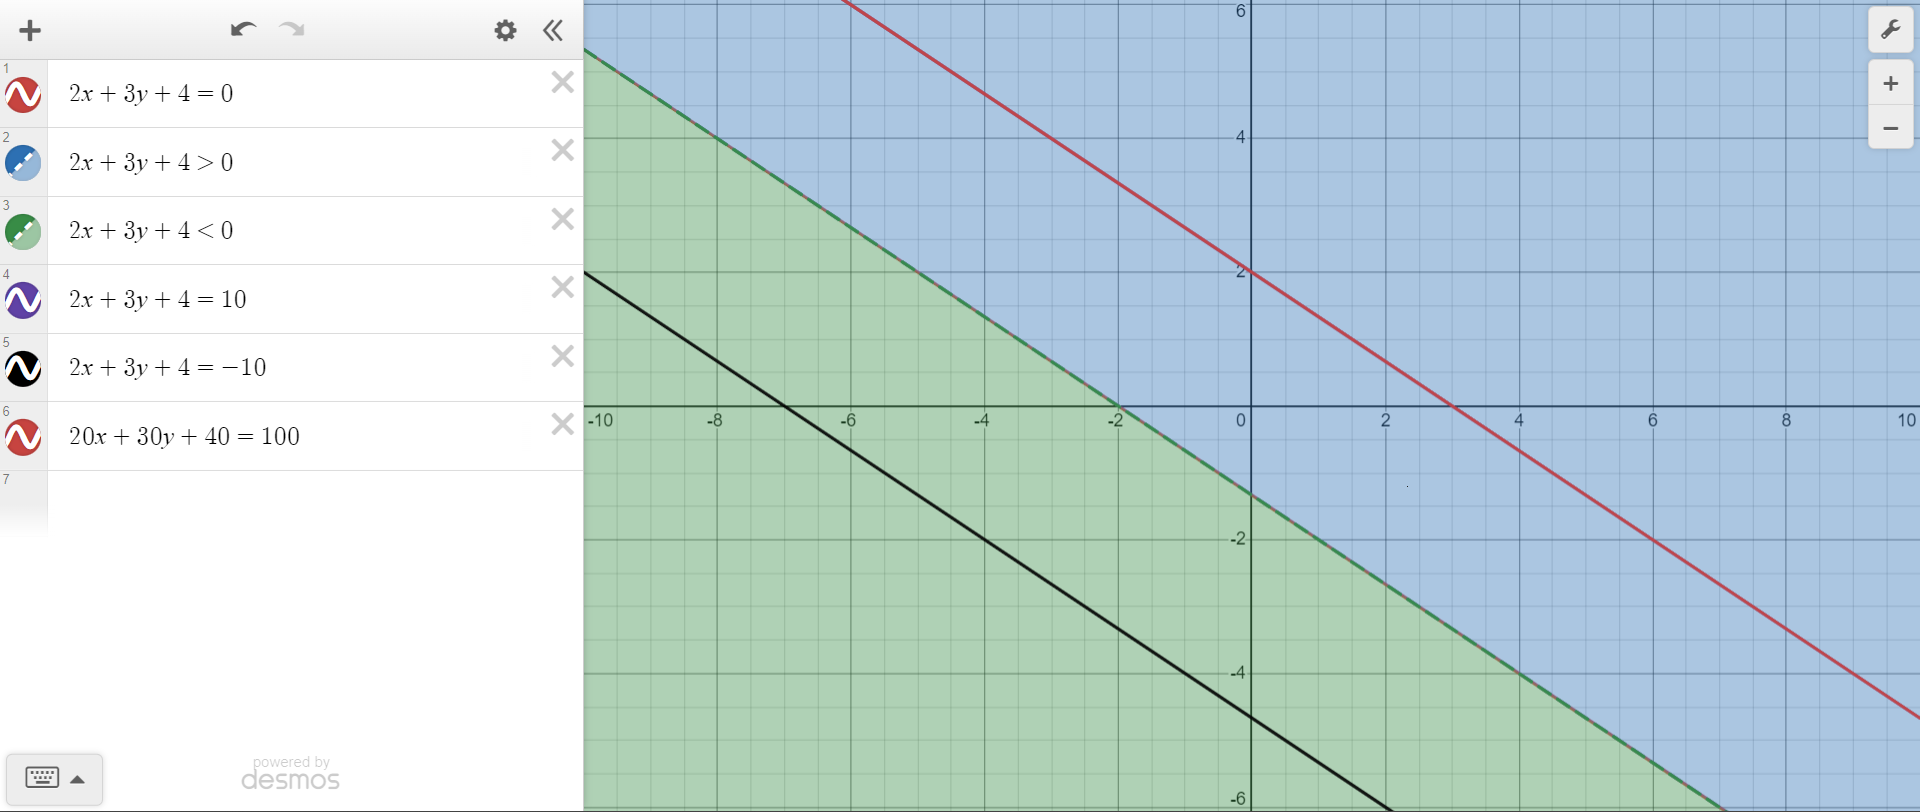 1
2x + 3y + 4 = 0
2
2x + 3y + 4 > 0
3
2x + 3y + 4 < 0
4
2x + 3y + 4 = 10
5
2x + 3y + 4 = −10
6
20x + 30y + 40 = 100
7
powered by
desmos
6
4
2
-10 -8 -6 -4 -2 0 2 4 6 8 10
-2
-4
-6